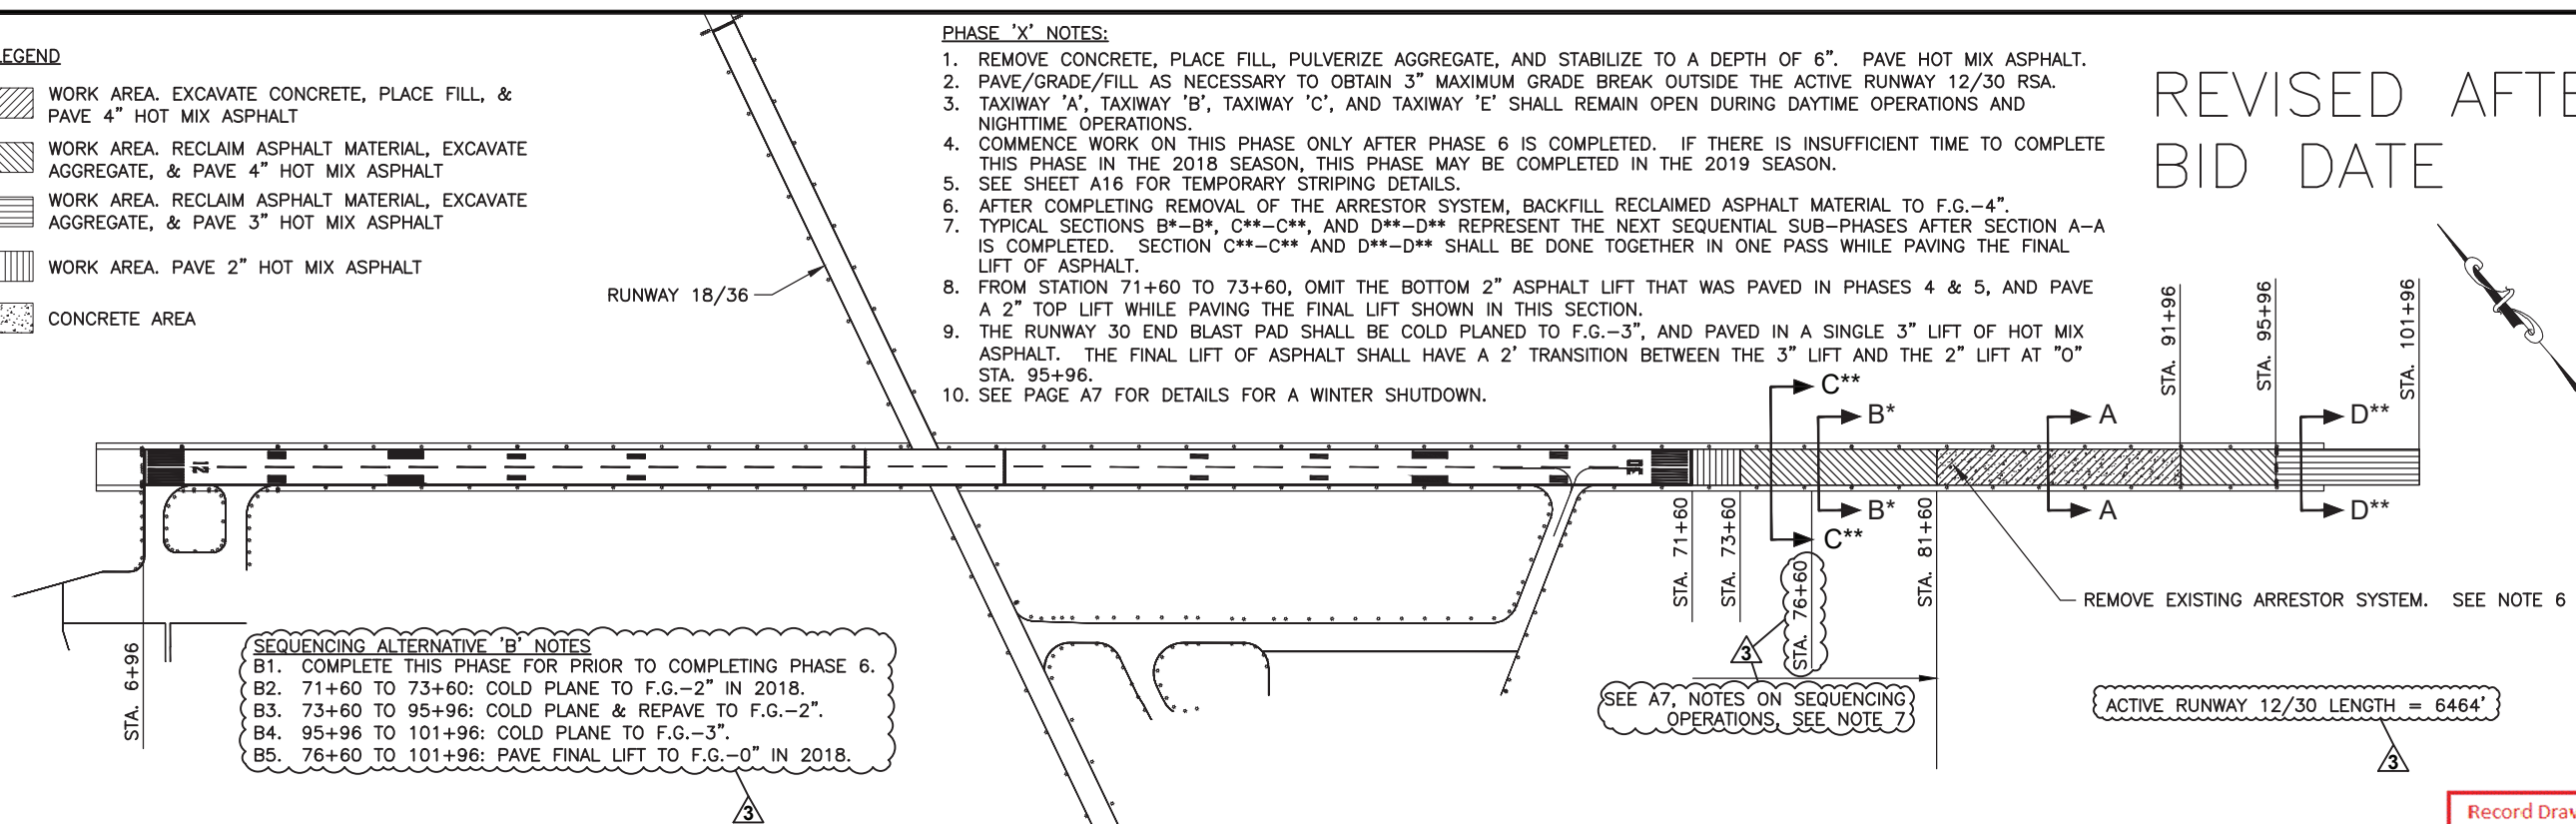 LEGEND
WORK AREA. EXCAVATE CONCRETE, PLACE FILL, &
PAVE 4" HOT MIX ASPHALT
WORK AREA. RECLAIM ASPHALT MATERIAL, EXCAVATE
AGGREGATE, & PAVE 4" HOT MIX ASPHALT
WORK AREA. RECLAIM ASPHALT MATERIAL, EXCAVATE
AGGREGATE, & PAVE 3" HOT MIX ASPHALT
WORK AREA. PAVE 2" HOT MIX ASPHALT
CONCRETE AREA
RUNWAY 18/36
PHASE 'X' NOTES:
1. REMOVE CONCRETE, PLACE FILL, PULVERIZE AGGREGATE, AND STABILIZE TO A DEPTH OF 6". PAVE HOT MIX ASPHALT.
2. PAVE/GRADE/FILL AS NECESSARY TO OBTAIN 3" MAXIMUM GRADE BREAK OUTSIDE THE ACTIVE RUNWAY 12/30 RSA.
3. TAXIWAY 'A', TAXIWAY 'B', TAXIWAY 'C', AND TAXIWAY 'E' SHALL REMAIN OPEN DURING DAYTIME OPERATIONS AND
NIGHTTIME OPERATIONS.
4. COMMENCE WORK ON THIS PHASE ONLY AFTER PHASE 6 IS COMPLETED. IF THERE IS INSUFFICIENT TIME TO COMPLETE
THIS PHASE IN THE 2018 SEASON, THIS PHASE MAY BE COMPLETED IN THE 2019 SEASON.
5. SEE SHEET A16 FOR TEMPORARY STRIPING DETAILS.
6. AFTER COMPLETING REMOVAL OF THE ARRESTOR SYSTEM, BACKFILL RECLAIMED ASPHALT MATERIAL TO F.G.-4".
7. TYPICAL SECTIONS B*-B*, C**-C**, AND D**-D** REPRESENT THE NEXT SEQUENTIAL SUB-PHASES AFTER SECTION A-A
IS COMPLETED. SECTION C**-C** AND D**-D** SHALL BE DONE TOGETHER IN ONE PASS WHILE PAVING THE FINAL
LIFT OF ASPHALT.
8. FROM STATION 71+60 TO 73+60, OMIT THE BOTTOM 2" ASPHALT LIFT THAT WAS PAVED IN PHASES 4 & 5, AND PAVE
A 2" TOP LIFT WHILE PAVING THE FINAL LIFT SHOWN IN THIS SECTION.
9. THE RUNWAY 30 END BLAST PAD SHALL BE COLD PLANED TO F.G.-3", AND PAVED IN A SINGLE 3" LIFT OF HOT MIX
ASPHALT. THE FINAL LIFT OF ASPHALT SHALL HAVE A 2' TRANSITION BETWEEN THE 3" LIFT AND THE 2" LIFT AT "O"
STA. 95+96.
10. SEE PAGE A7 FOR DETAILS FOR A WINTER SHUTDOWN.
REVISED AFTE
BID DATE
STA. 91+96
STA. 95+96
STA. 101+96
C**
B*
A
D**
12
30
B*
A
D**
C**
STA. 71+60
STA. 73+60
STA. 76+60
STA. 81+60
REMOVE EXISTING ARRESTOR SYSTEM. SEE NOTE 6
STA. 6+96
SEQUENCING ALTERNATIVE 'B' NOTES
B1. COMPLETE THIS PHASE FOR PRIOR TO COMPLETING PHASE 6.
B2. 71+60 TO 73+60: COLD PLANE TO F.G.-2" IN 2018.
B3. 73+60 TO 95+96: COLD PLANE & REPAVE TO F.G.-2".
B4. 95+96 TO 101+96: COLD PLANE TO F.G.-3".
B5. 76+60 TO 101+96: PAVE FINAL LIFT TO F.G.-0" IN 2018.
3
3
SEE A7, NOTES ON SEQUENCING
OPERATIONS, SEE NOTE 7
ACTIVE RUNWAY 12/30 LENGTH = 6464'
3
Record Draw